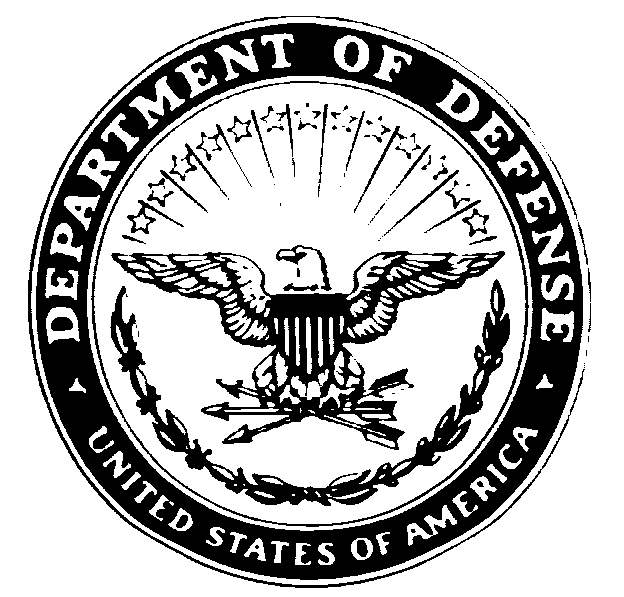 DEPARTMENT OF DEFENSE
UNITED STATES OF AMERICA